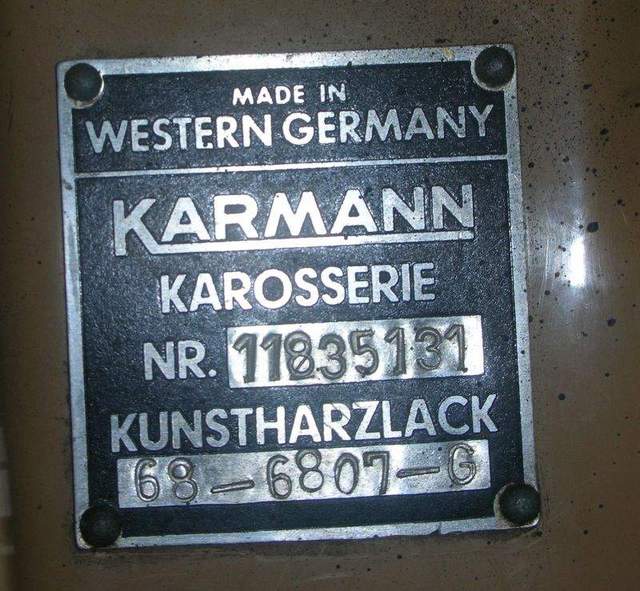 MADE IN
WESTERN GERMANY
KARMANN
KAROSSERIE
NR. 11835131
KUNSTHARZLACK
68-6807-G